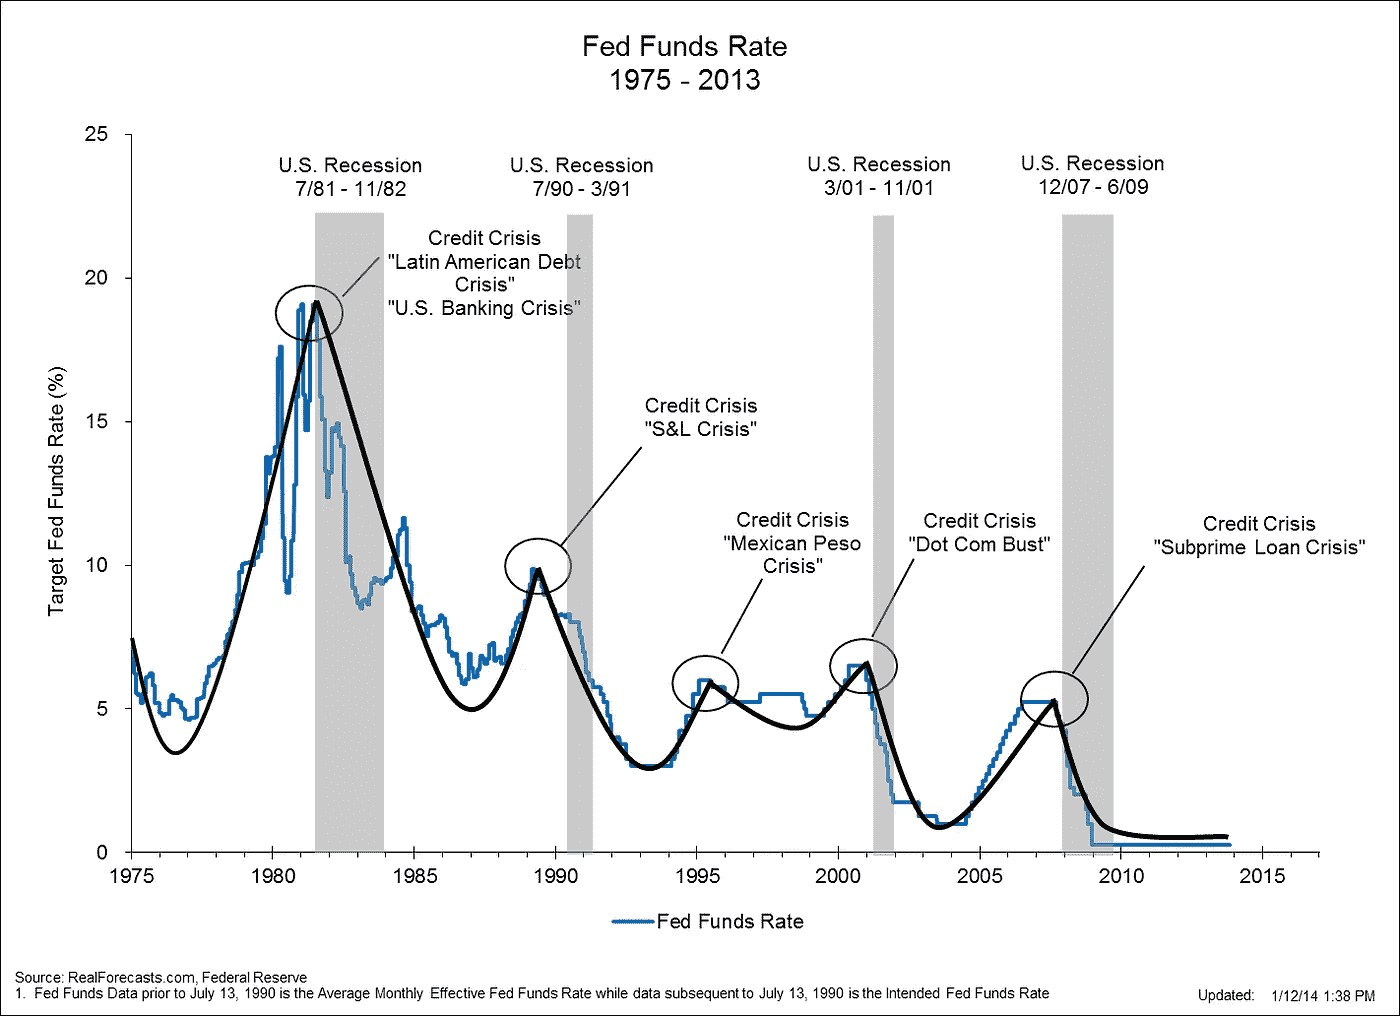 Fed Funds Rate
1975 - 2013
25
20
15
10
5
0
Target Fed Funds Rate (%)
U.S. Recession
7/81 - 11/82
U.S. Recession
7/90 - 3/91
U.S. Recession
3/01 - 11/01
U.S. Recession
12/07 - 6/09
Credit Crisis
"Latin American Debt
Crisis"
"U.S. Banking Crisis"
Credit Crisis
"S&L Crisis"
Credit Crisis
"Mexican Peso
Crisis"
Credit Crisis
"Dot Com Bust"
Credit Crisis
"Subprime Loan Crisis"
1975 1980 1985 1990 1995 2000 2005 2010 2015
Fed Funds Rate
Source: RealForecasts.com, Federal Reserve
1. Fed Funds Data prior to July 13, 1990 is the Average Monthly Effective Fed Funds Rate while data subsequent to July 13, 1990 is the Intended Fed Funds Rate
Updated: 1/12/14 1:38 PM